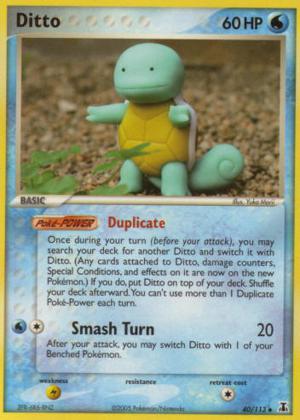 Ditto 60 HP
BASIC Illus. Yuka Morii
Poké-POWER Duplicate
Once during your turn (before your attack), you may
search your deck for another Ditto and switch it with
Ditto. (Any cards attached to Ditto, damage counters,
Special Conditions, and effects on it are now on the new
Pokémon.) If you do, put Ditto on top of your deck. Shuffle
your deck afterward. You can't use more than 1 Duplicate
Poké-Power each turn.
Smash Turn 20
After your attack, you may switch Ditto with 1 of your
Benched Pokémon.
weakness resistance retreat cost
©2005 Pokémon/Nintendo 40/113